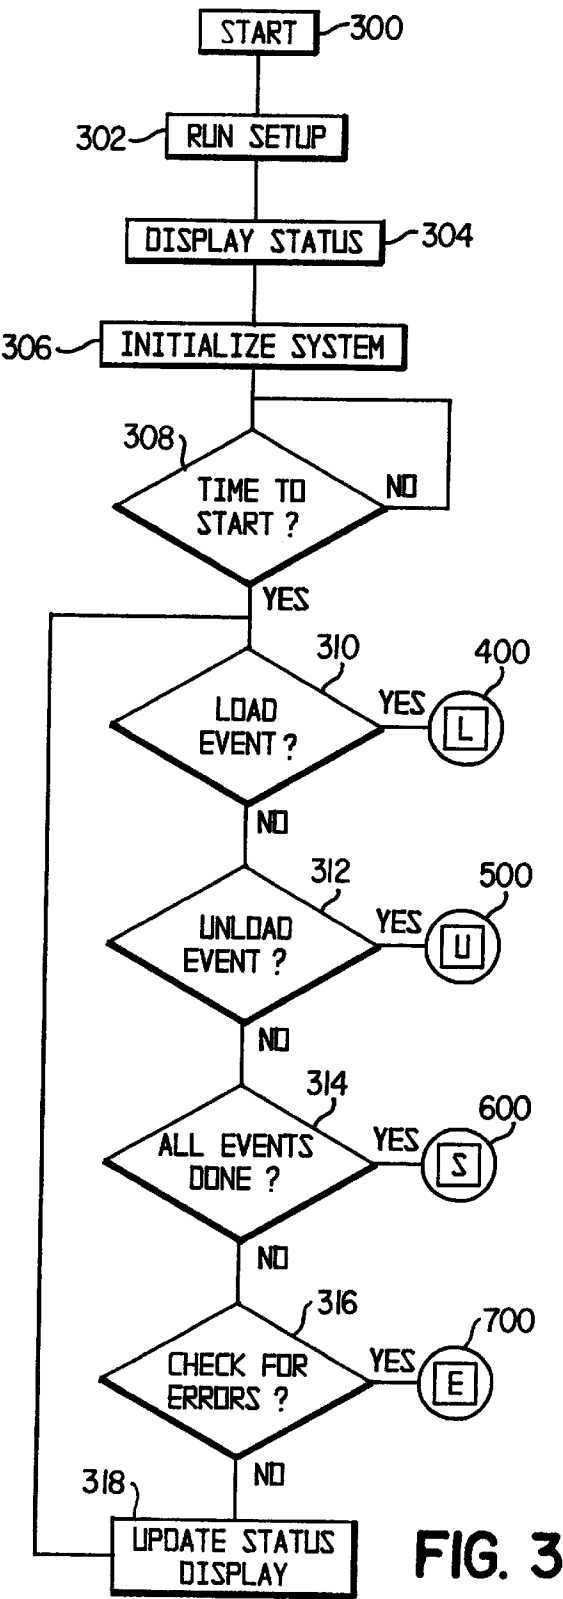 START
300
302
RUN SETUP
DISPLAY STATUS
304
306
INITIALIZE SYSTEM
308
TIME TO
START ?
NO
YES
310
400
LOAD
EVENT ?
YES
L
NO
312
500
UNLOAD
EVENT ?
YES
U
NO
314
600
ALL EVENTS
DONE ?
YES
S
NO
316
700
CHECK FOR
ERRORS ?
YES
E
NO
318
UPDATE STATUS
DISPLAY
FIG. 3